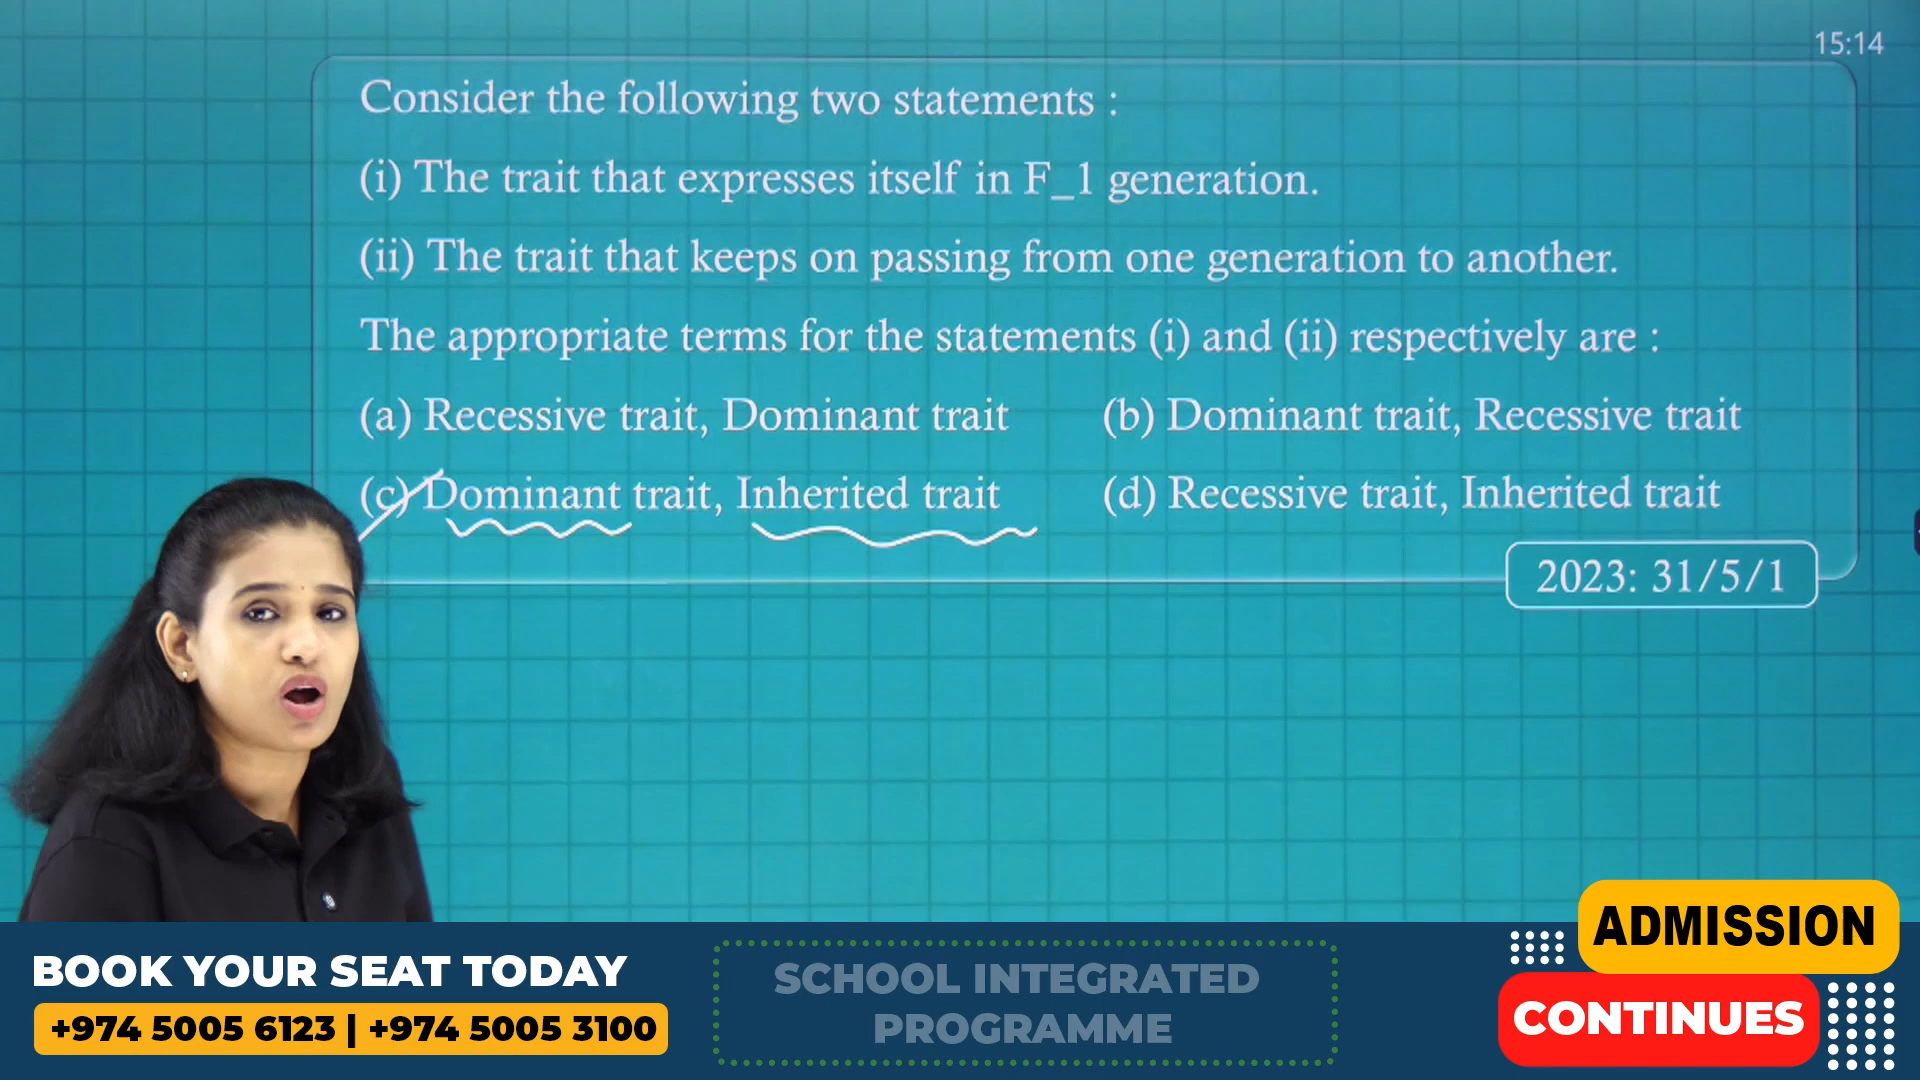 15:14
Consider the following two statements :
(i) The trait that expresses itself in F_1 generation.
(ii) The trait that keeps on passing from one generation to another.
The appropriate terms for the statements (i) and (ii) respectively are :
(a) Recessive trait, Dominant trait (b) Dominant trait, Recessive trait
(c) Dominant trait, Inherited trait (d) Recessive trait, Inherited trait
2023: 31/5/1
BOOK YOUR SEAT TODAY
+974 5005 6123 | +974 5005 3100
SCHOOL INTEGRATED
PROGRAMME
ADMISSION
CONTINUES